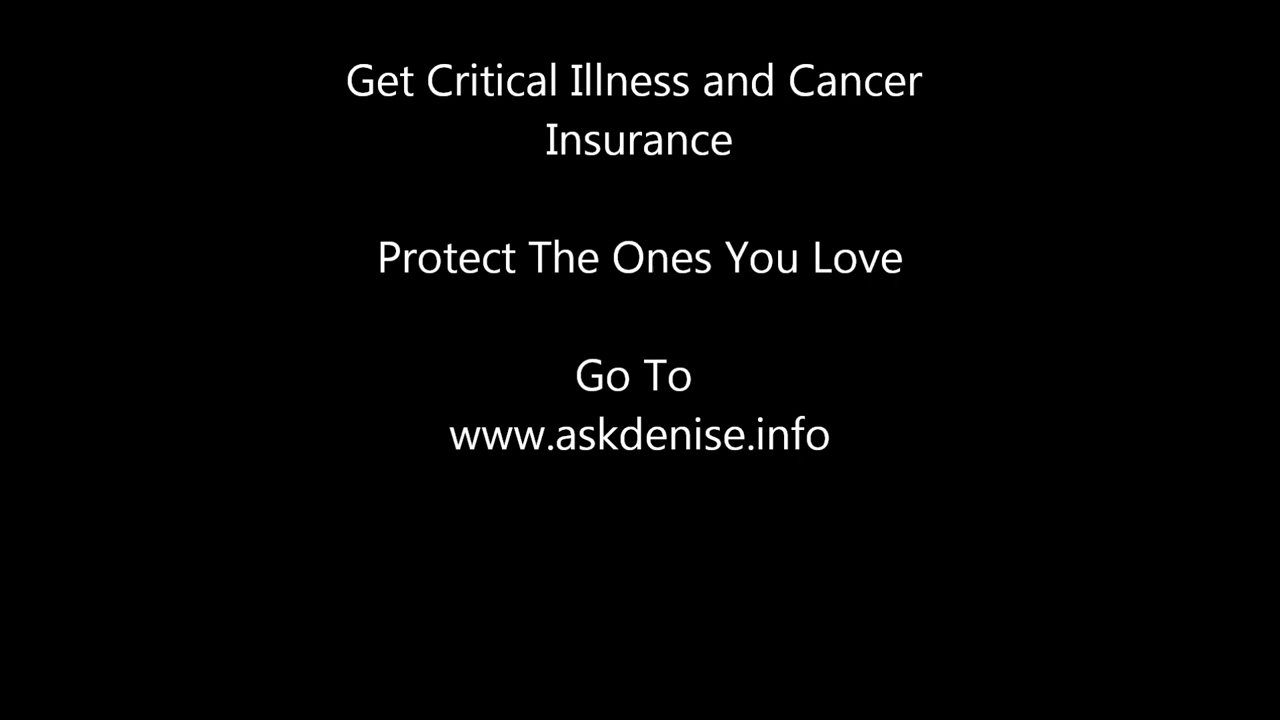 Get Critical Illness and Cancer
Insurance
Protect The Ones You Love
Go To
www.askdenise.info